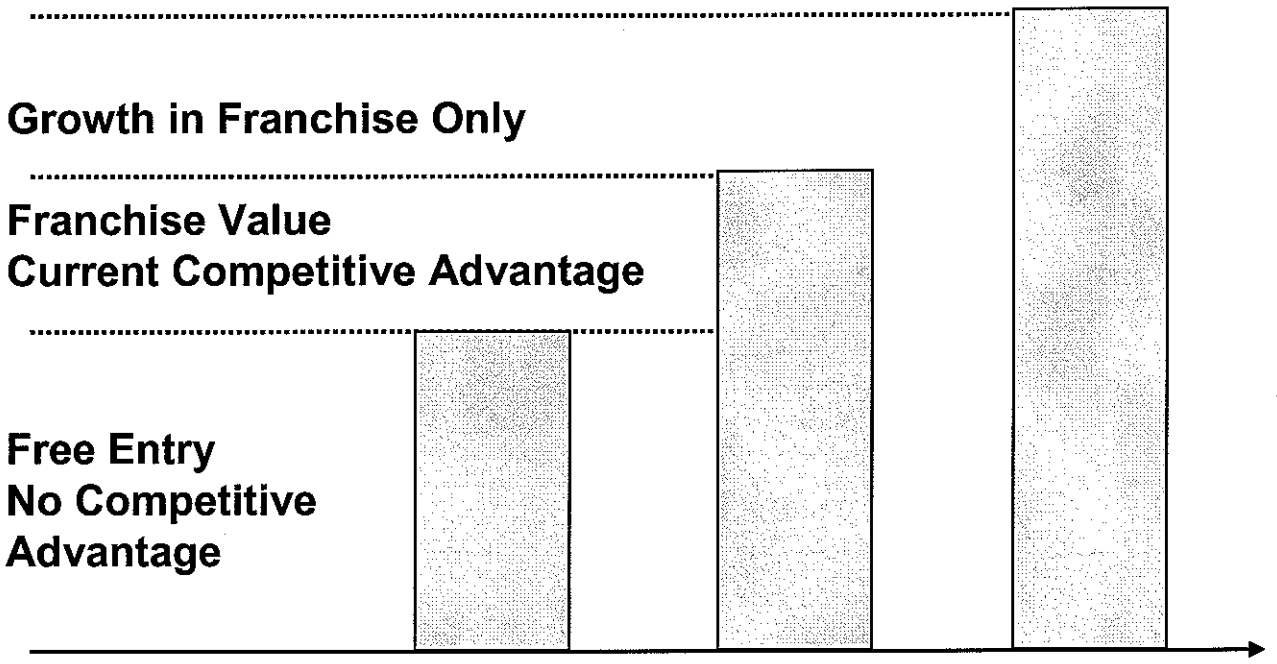 Growth in Franchise Only
Franchise Value
Current Competitive Advantage
Free Entry
No Competitive
Advantage